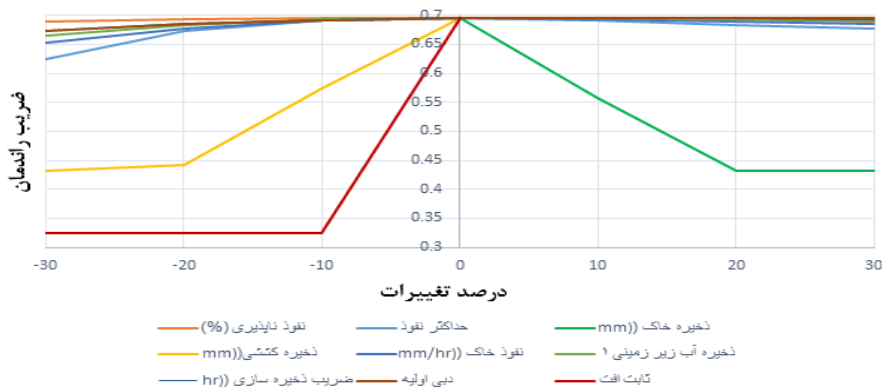 0.7
0.65
0.6
0.55
0.5
0.45
0.4
0.35
0.3
ضریب راندمان
-30 -20 -10 0 10 20 30
درصد تغییرات
نفوذ ناپذیری (%) حداکثر نفوذ ذخیره خاک ((mm
ذخیره کششی((mm نفوذ خاک ((mm/hr ذخیره آب زیر زمینی ۱
ضریب ذخیره سازی ((hr دبی اولیه ثابت افت